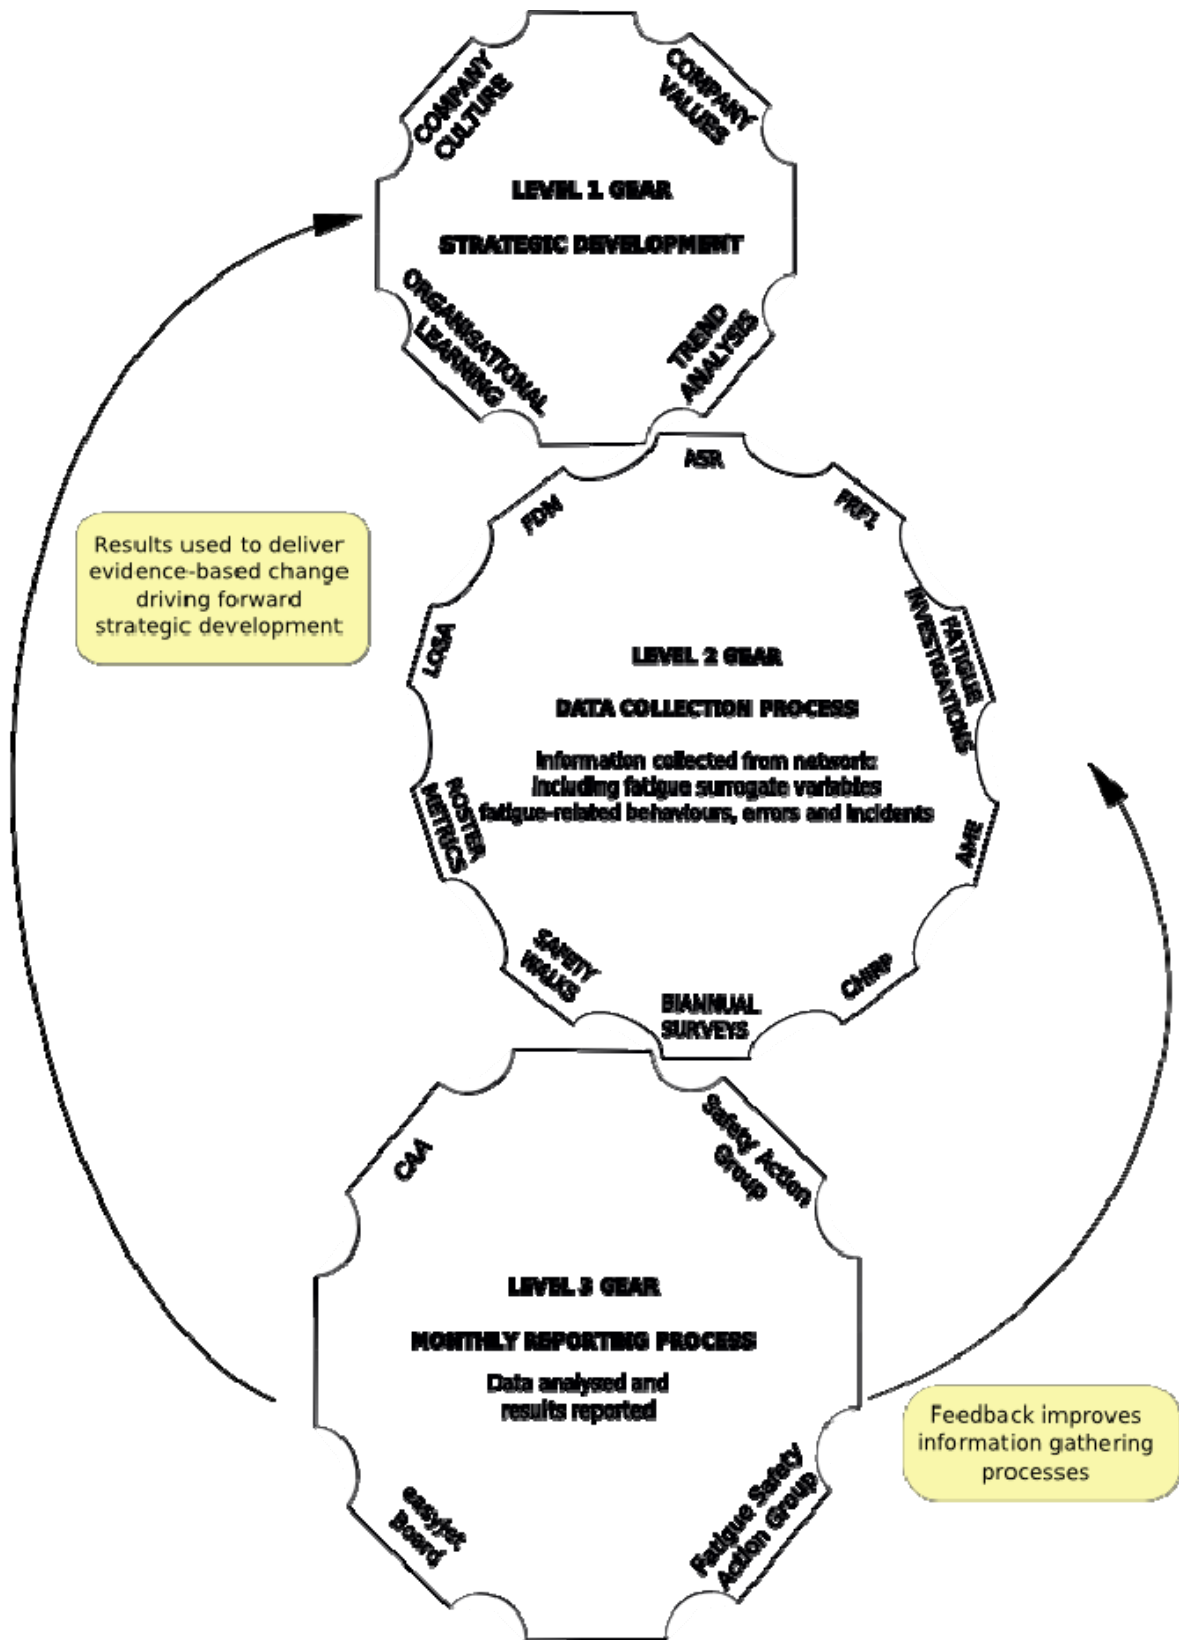 COMPANY
CULTURE
COMPANY
VALUES
LEVEL 1 GEAR
STRATEGIC DEVELOPMENT
ORGANISATIONAL
LEARNING
TREND
ANALYSIS
ASR
FDM
FRF1
Results used to deliver
evidence-based change
driving forward
strategic development
LOSA
FATIGUE
INVESTIGATIONS
LEVEL 2 GEAR
DATA COLLECTION PROCESS
Information collected from network:
including fatigue surrogate variables
fatigue-related behaviours, errors and incidents
ROSTER
METRICS
AME
SAFETY
WALKS
CHIRP
BIANNUAL
SURVEYS
CAA
Safety Action
Group
LEVEL 3 GEAR
MONTHLY REPORTING PROCESS
Data analysed and
results reported
Feedback improves
information gathering
processes
easyJet
Board
Fatigue Safety
Action Group